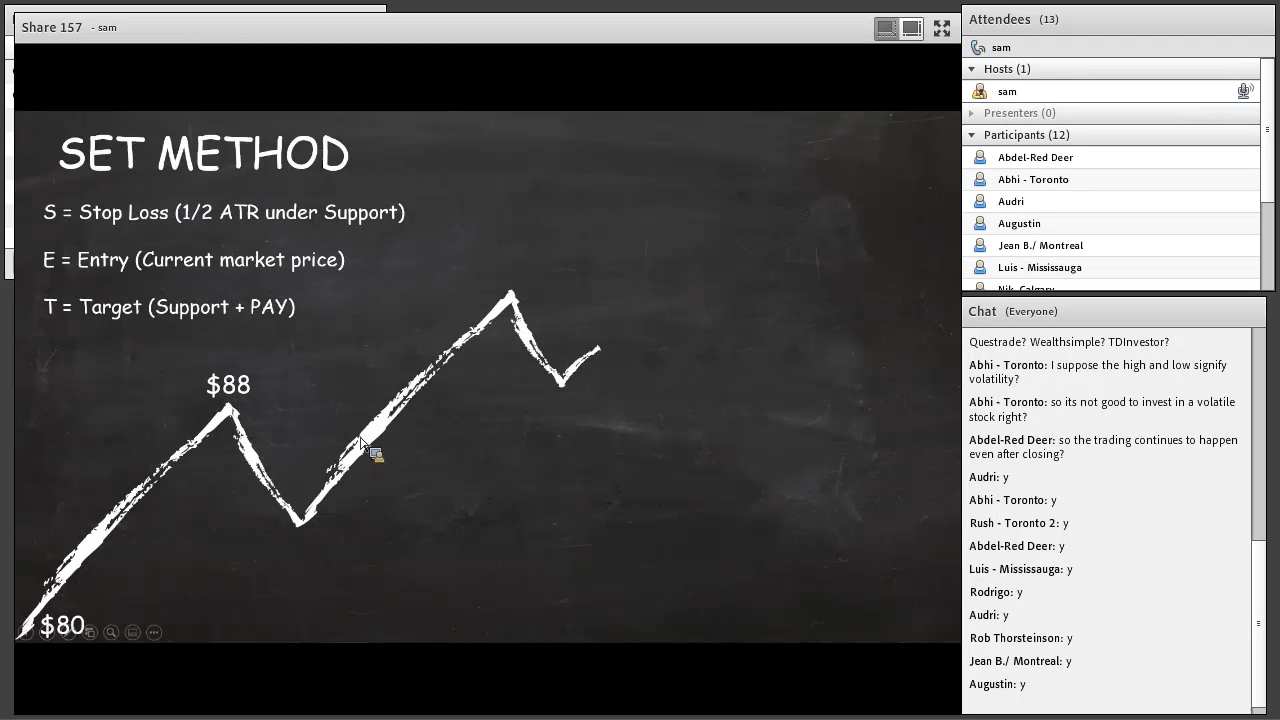 Share 157 - sam
SET METHOD
S = Stop Loss (1/2 ATR under Support)
E = Entry (Current market price)
T = Target (Support + PAY)
$88
$80
Attendees (13)
sam
Hosts (1)
sam
Presenters (0)
Participants (12)
Abdel-Red Deer
Abhi - Toronto
Audri
Augustin
Jean B./ Montreal
Luis - Mississauga
Nik, Calgary
Chat (Everyone)
Questrade? Wealthsimple? TDInvestor?
Abhi - Toronto: I suppose the high and low signify
volatility?
Abhi - Toronto: so its not good to invest in a volatile
stock right?
Abdel-Red Deer: so the trading continues to happen
even after closing?
Audri: y
Abhi - Toronto: y
Rush - Toronto 2: y
Abdel-Red Deer: y
Luis - Mississauga: y
Rodrigo: y
Audri: y
Rob Thorsteinson: y
Jean B./ Montreal: y
Augustin: y